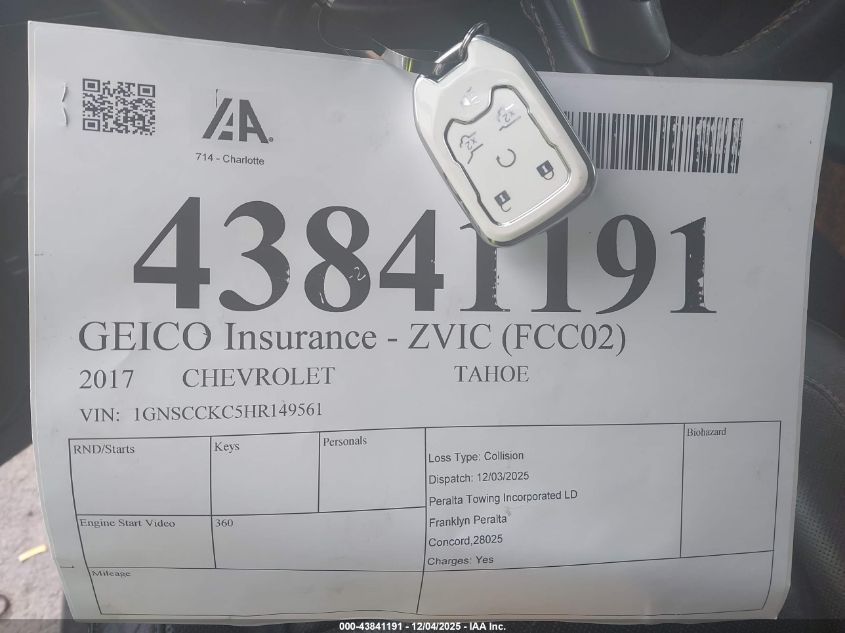 IAA.
714 - Charlotte
43841191
GEICO Insurance - ZVIC (FCC02)
2017 CHEVROLET TAHOE
VIN: 1GNSCCKC5HR149561
RND/Starts
Keys
Personals
Loss Type: Collision
Dispatch: 12/03/2025
Peralta Towing Incorporated LD
Franklyn Peralta
Concord,28025
Charges: Yes
Biohazard
Engine Start Video
360
Mileage
000-43841191 - 12/04/2025 - IAA Inc.